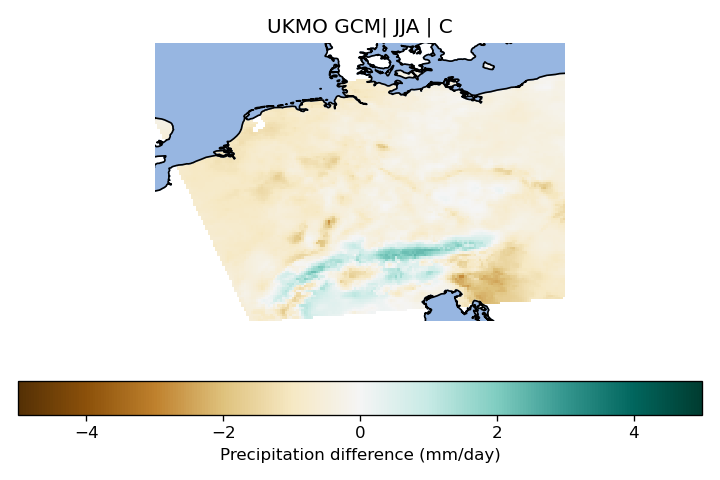 UKMO GCM| JJA | C
−4 −2 0 2 4
Precipitation difference (mm/day)